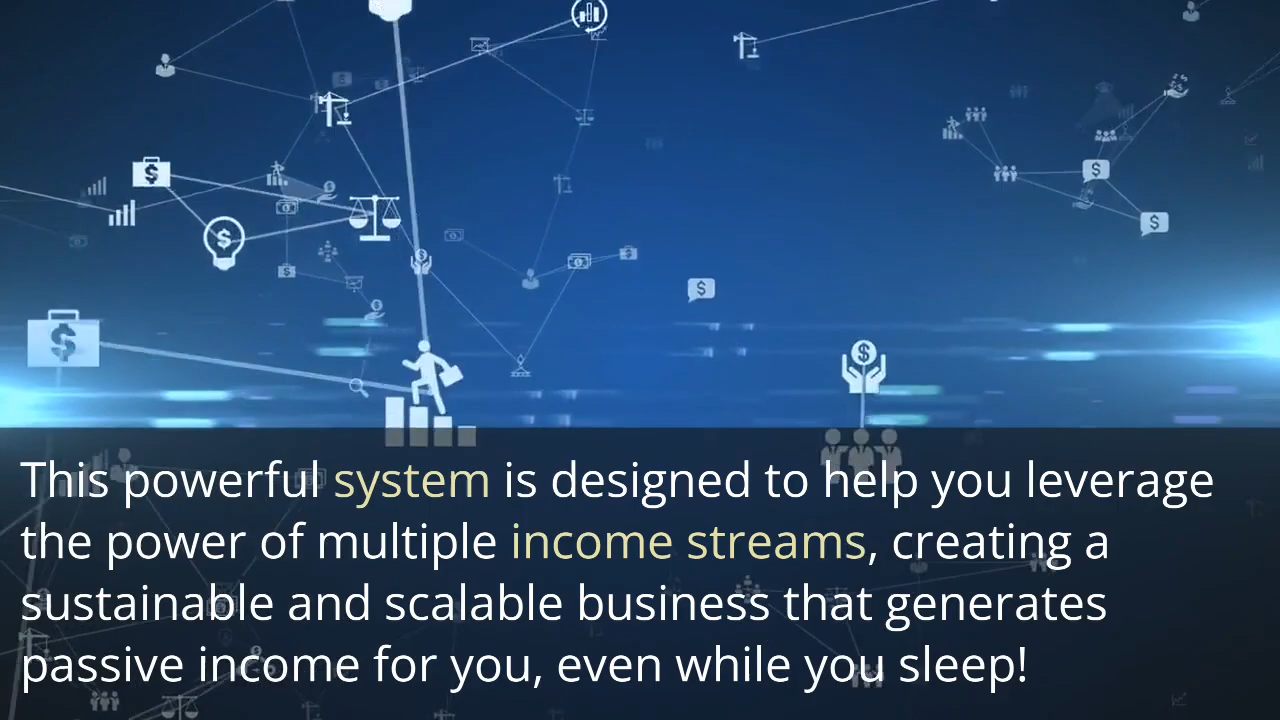 This powerful system is designed to help you leverage
the power of multiple income streams, creating a
sustainable and scalable business that generates
passive income for you, even while you sleep!